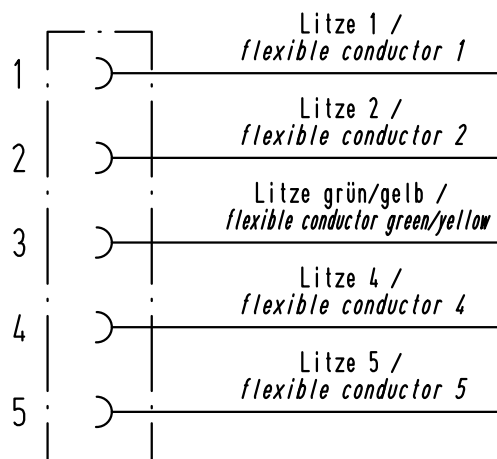 Litze 1 /
flexible conductor 1
1
Litze 2 /
flexible conductor 2
2
Litze grün/gelb /
flexible conductor green/yellow
3
Litze 4 /
flexible conductor 4
4
Litze 5 /
flexible conductor 5
5